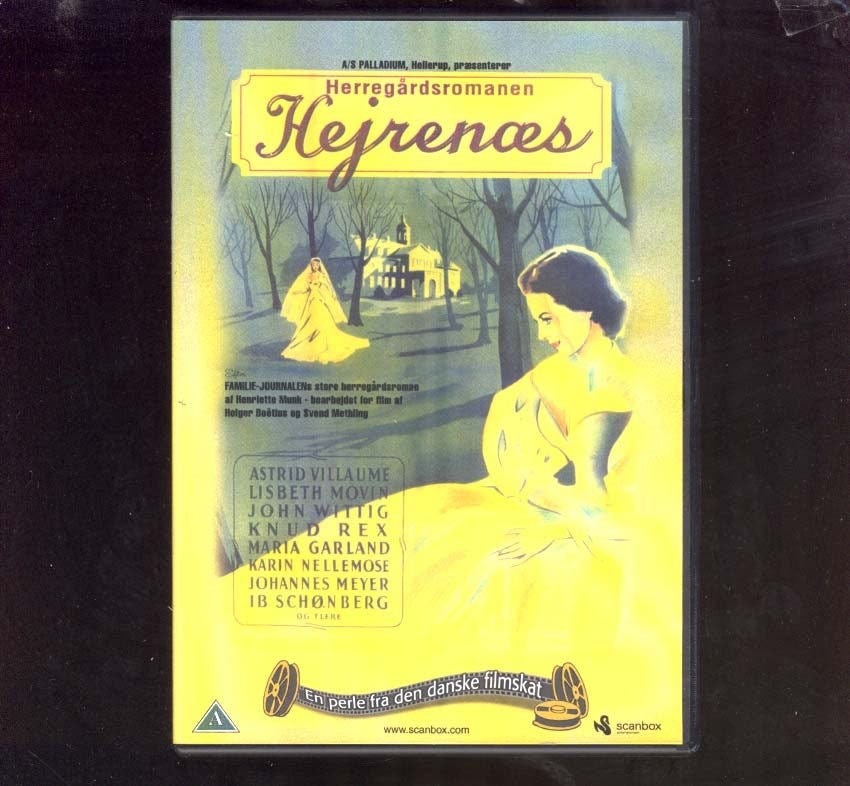 A/S PALLADIUM, Hellerup, præsenterer
Herregårdsromanen
Hejrenæs
Efter
FAMILIE-JOURNALENs store herregårdsroman
af Henriette Munk - bearbejdet for film af
Holger Boëtius og Svend Methling
ASTRID VILLAUME
LISBETH MOVIN
JOHN WITTIG
KNUD REX
MARIA GARLAND
KARIN NELLEMOSE
JOHANNES MEYER
IB SCHØNBERG
OG FLERE
En perle fra den danske filmskat
A
www.scanbox.com
scanbox